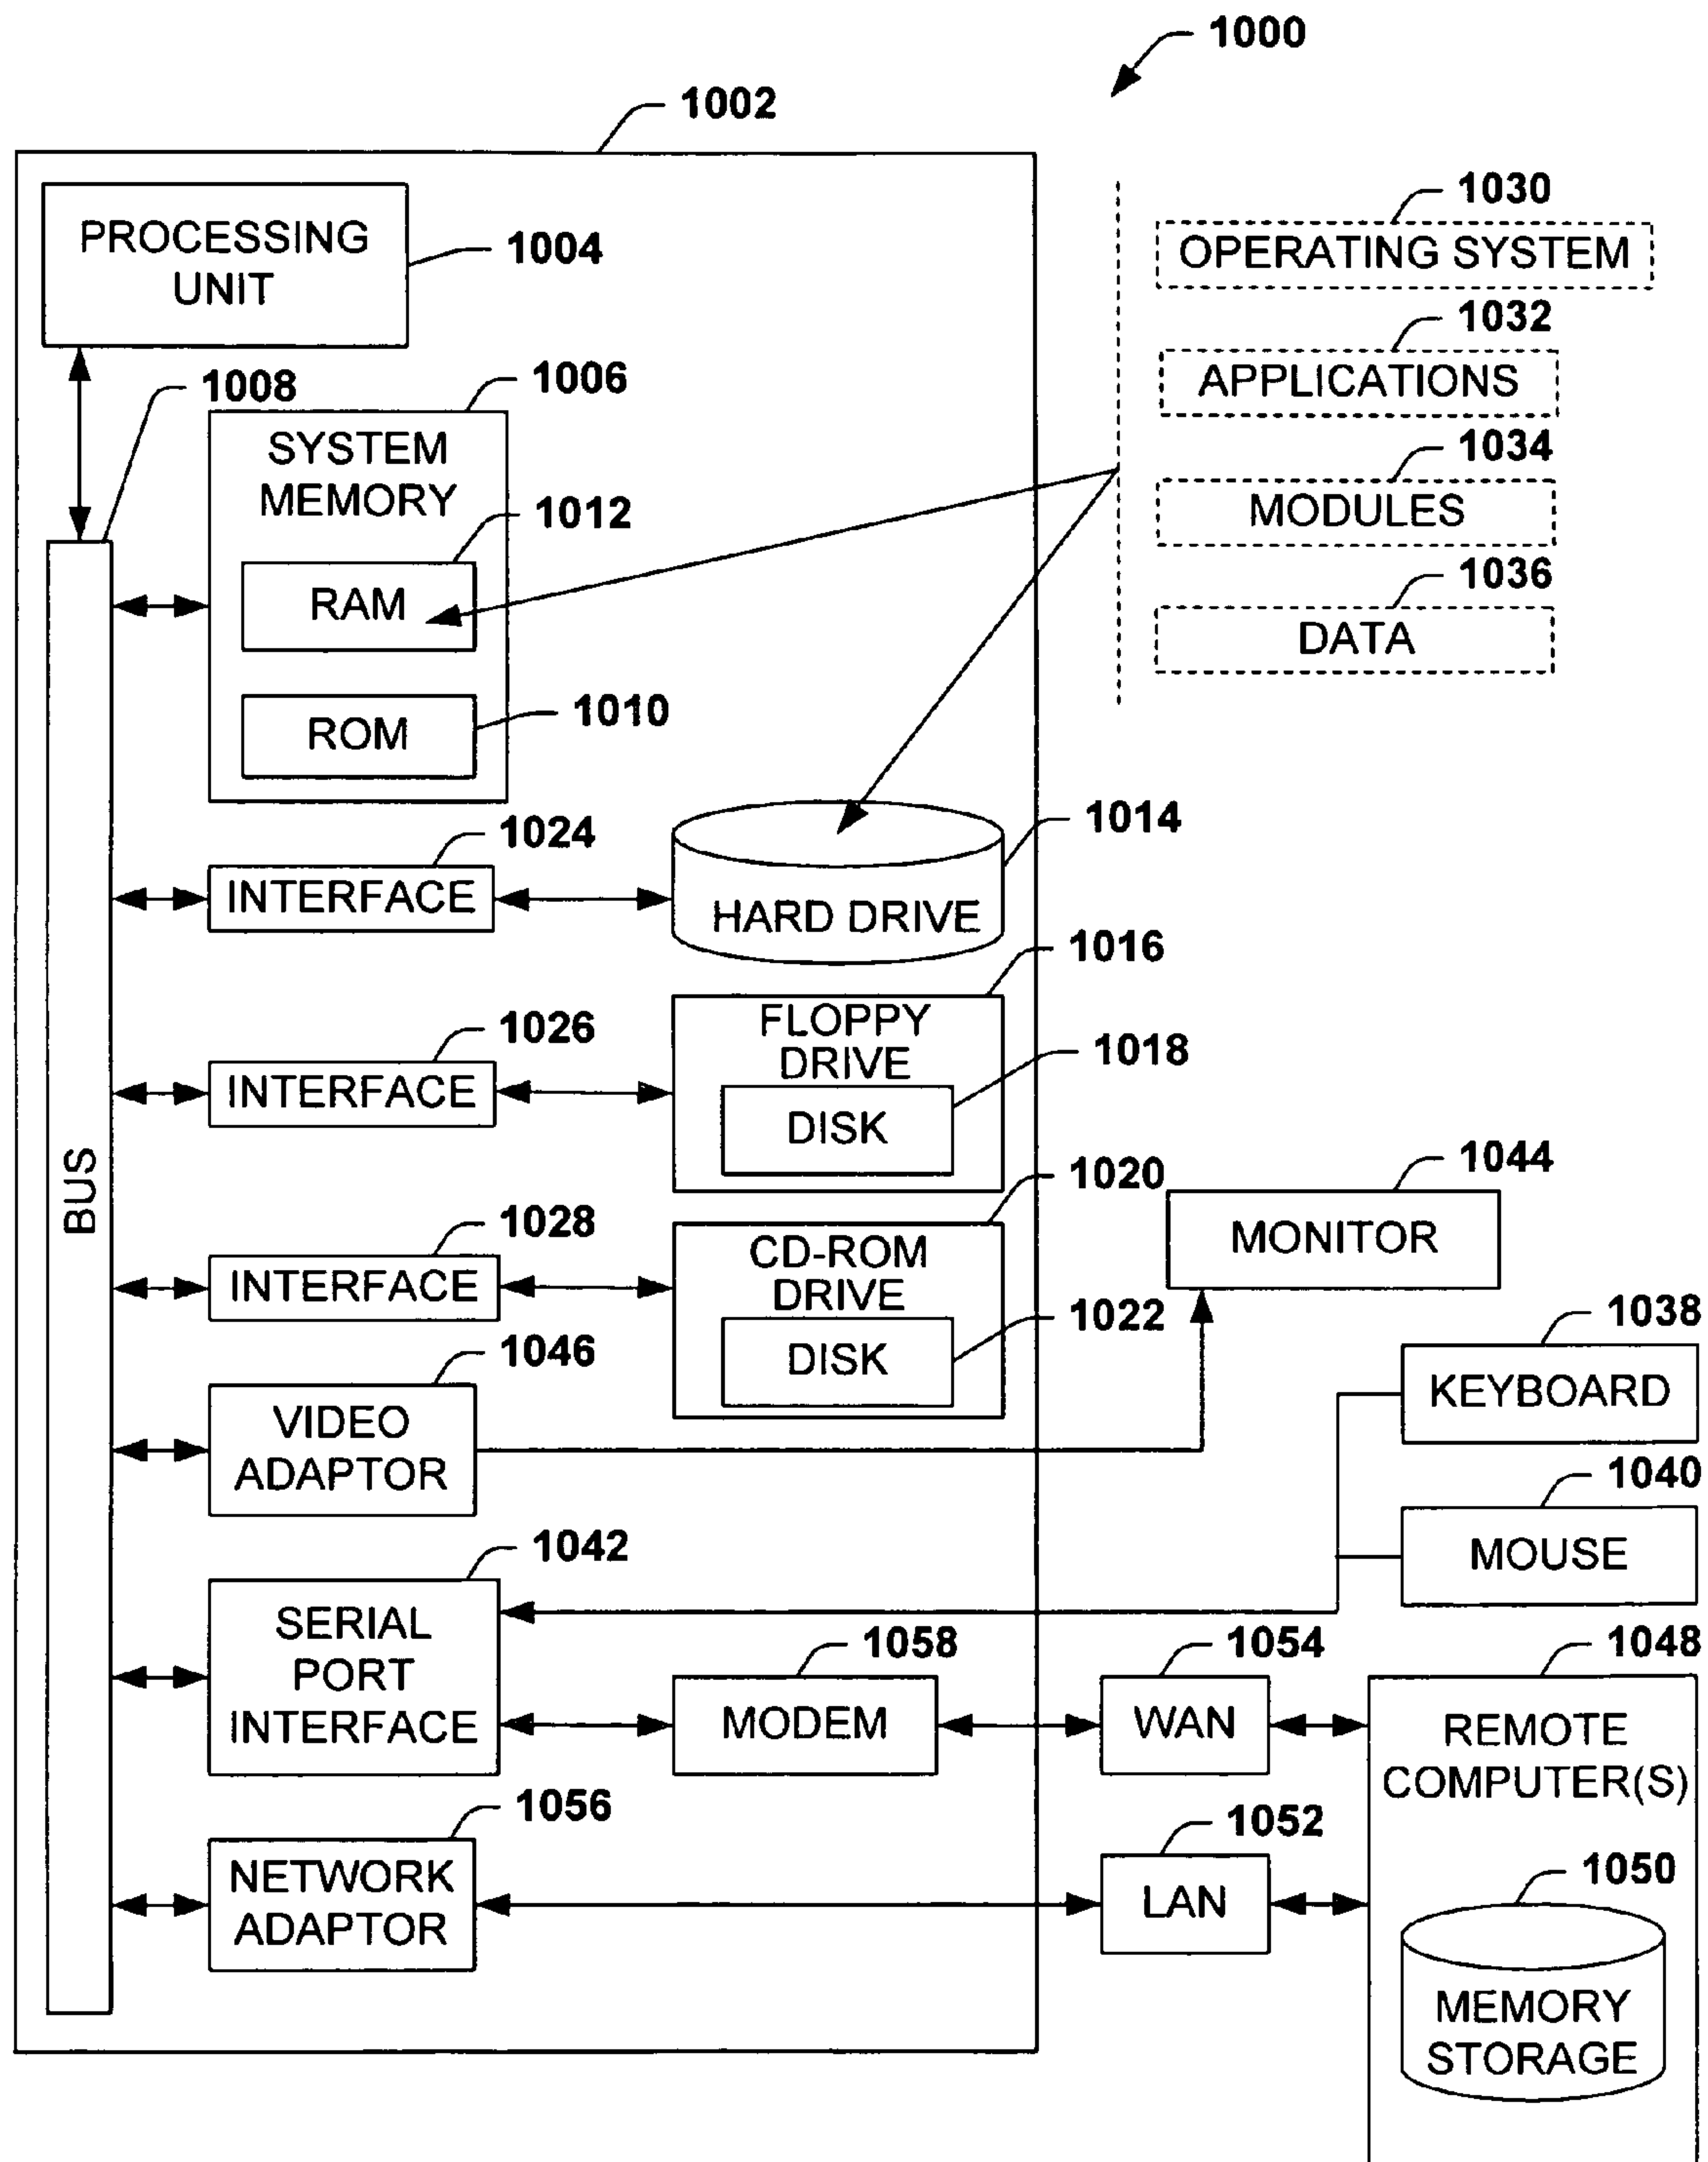 1000
1002
PROCESSING
UNIT
1004
1030
OPERATING SYSTEM
1032
APPLICATIONS
1034
MODULES
1036
DATA
1008
1006
SYSTEM
MEMORY
1012
RAM
1010
ROM
1024
INTERFACE
1014
HARD DRIVE
1026
INTERFACE
1016
FLOPPY
DRIVE
1018
DISK
BUS
1028
INTERFACE
1020
CD-ROM
DRIVE
1022
DISK
1044
MONITOR
1038
KEYBOARD
1046
VIDEO
ADAPTOR
1040
MOUSE
1042
SERIAL
PORT
INTERFACE
1058
MODEM
1054
WAN
1048
REMOTE
COMPUTER(S)
1056
NETWORK
ADAPTOR
1052
LAN
1050
MEMORY
STORAGE